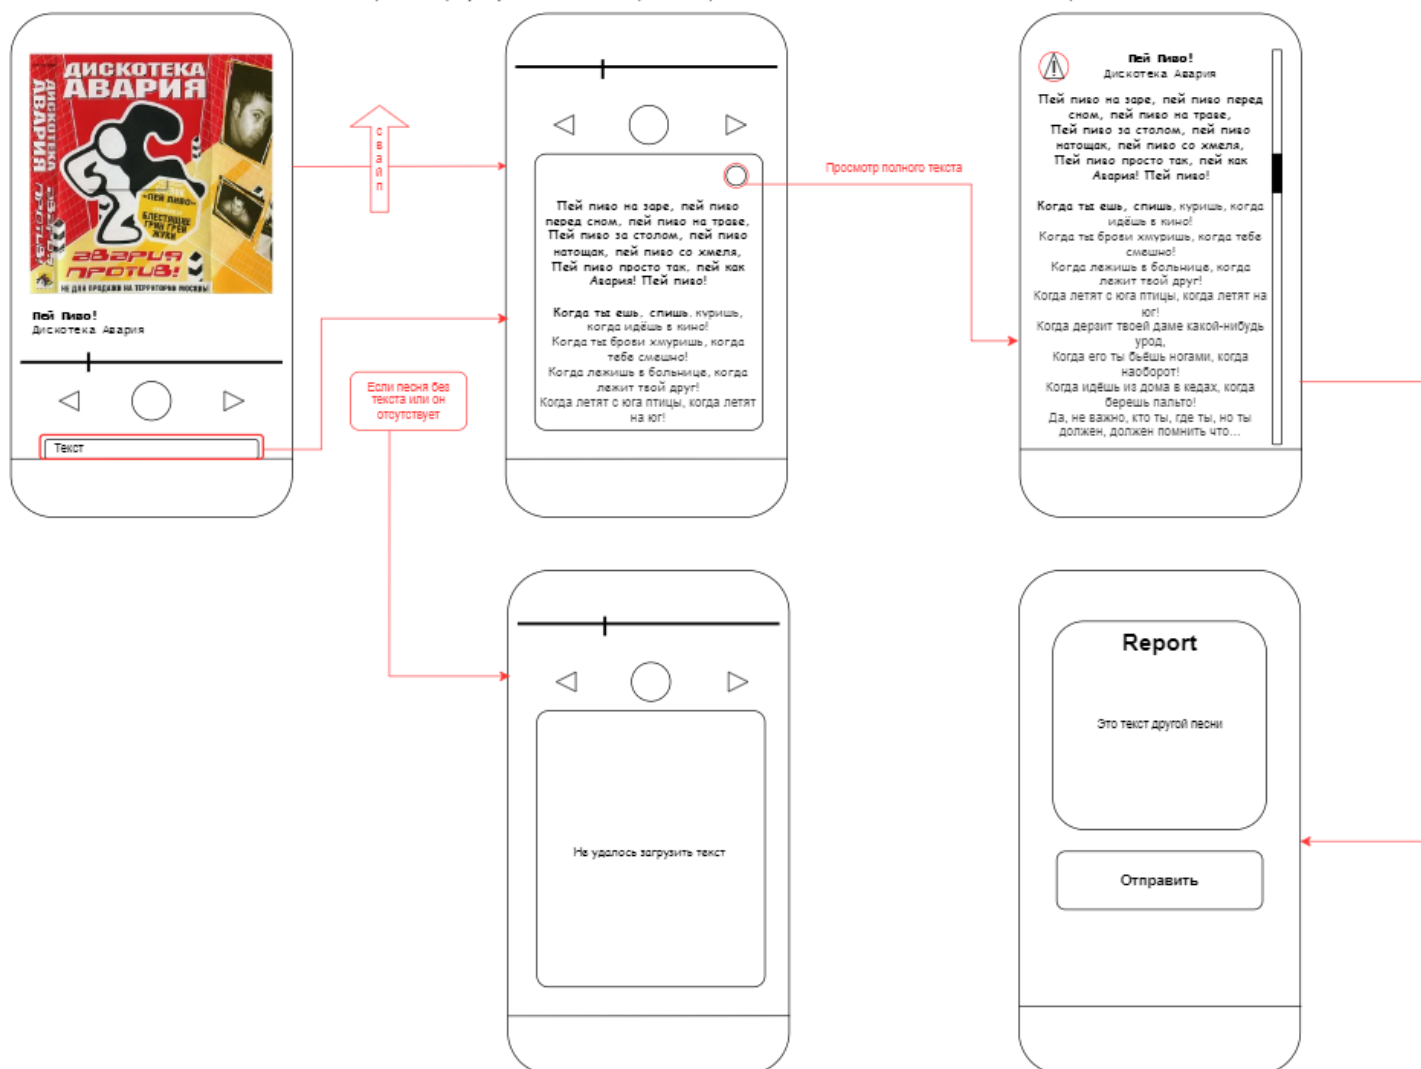 ДИСКОТЕКА
АВАРИЯ
ДИСКОТЕКА
АВАРИЯ
«ПЕЙ ПИВО»
БЛЕСТЯЩИЕ
ГРИН ГРЕЙ
ЖУКИ
аварИЯ
ПРОТИВ!
НЕ ДЛЯ ПРОДАЖИ НА ТЕРРИТОРИИ МОСКВЫ
Пей Пиво!
Дискотека Авария
Текст
свайп
Если песня без
текста или он
отсутствует
Пей пиво на заре, пей пиво
перед сном, пей пиво на траве,
Пей пиво за столом, пей пиво
натощак, пей пиво со хмеля,
Пей пиво просто так, пей как
Авария! Пей пиво!
Когда ты ешь, спишь, куришь,
когда идёшь в кино!
Когда ты брови хмуришь, когда
тебе смешно!
Когда лежишь в больнице, когда
лежит твой друг!
Когда летят с юга птицы, когда летят
на юг!
Просмотр полного текста
Пей Пиво!
Дискотека Авария
Пей пиво на заре, пей пиво перед
сном, пей пиво на траве,
Пей пиво за столом, пей пиво
натощак, пей пиво со хмеля,
Пей пиво просто так, пей как
Авария! Пей пиво!
Когда ты ешь, спишь, куришь, когда
идёшь в кино!
Когда ты брови хмуришь, когда тебе
смешно!
Когда лежишь в больнице, когда
лежит твой друг!
Когда летят с юга птицы, когда летят на
юг!
Когда дерзит твоей даме какой-нибудь
урод,
Когда его ты бьёшь ногами, когда
наоборот!
Когда идёшь из дома в кедах, когда
берешь пальто!
Да, не важно, кто ты, где ты, но ты
должен, должен помнить что...
Не удалось загрузить текст
Report
Это текст другой песни
Отправить